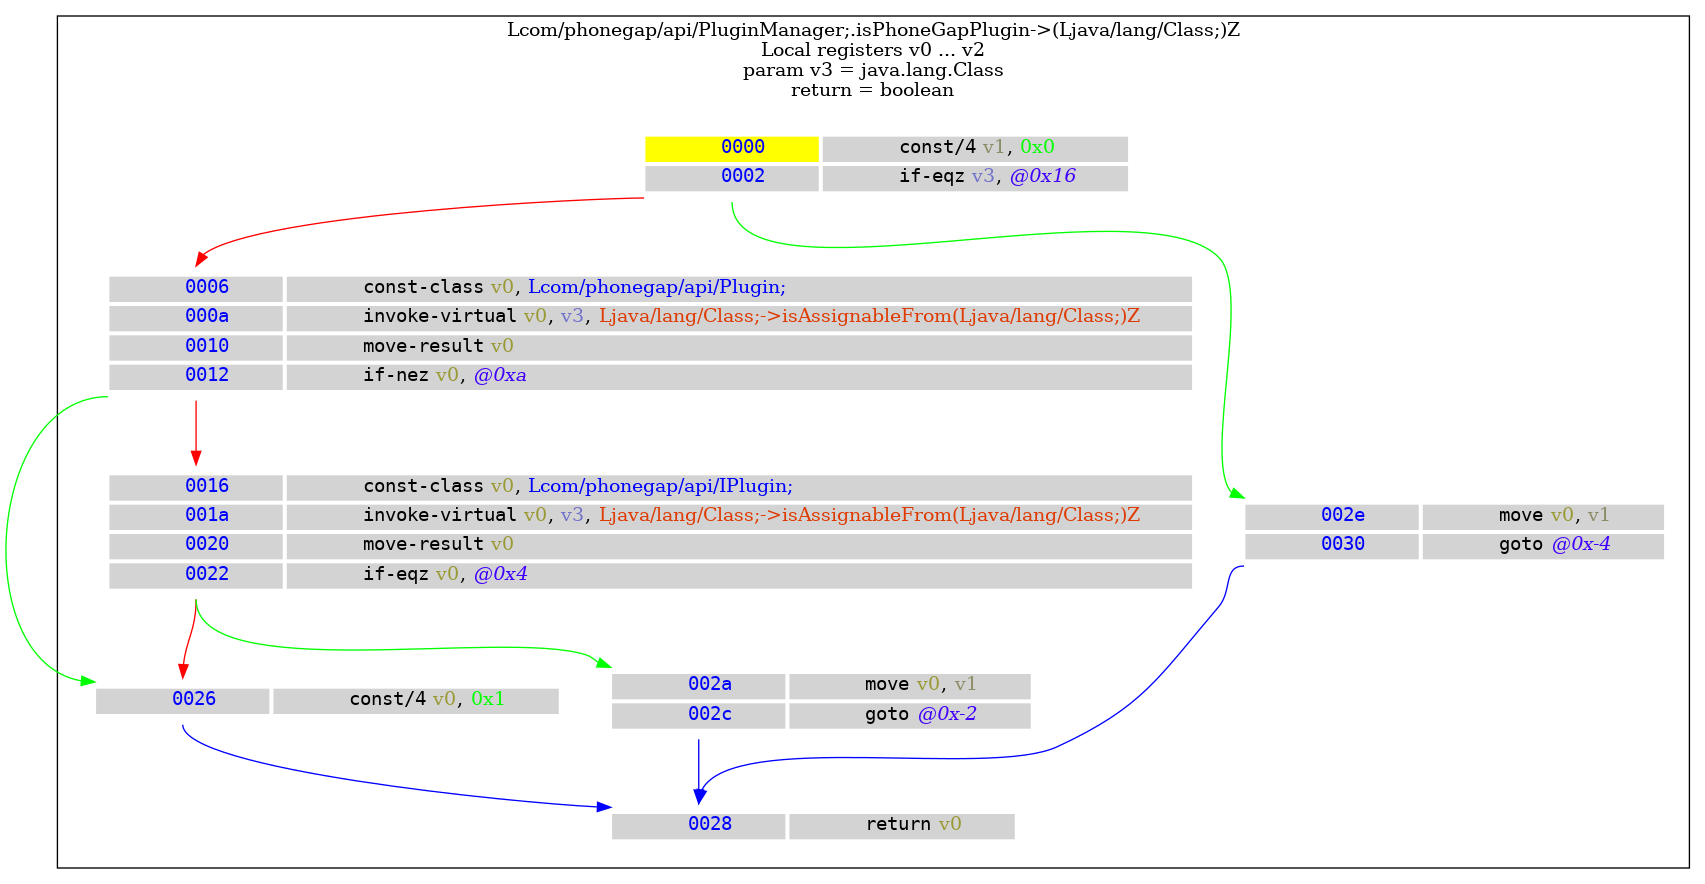 Lcom/phonegap/api/PluginManager;.isPhoneGapPlugin->(Ljava/lang/Class;)Z
Local registers v0 ... v2
param v3 = java.lang.Class
return = boolean
0000 const/4 v1, 0x0
0002 if-eqz v3, @0x16
0006 const-class v0, Lcom/phonegap/api/Plugin;
000a invoke-virtual v0, v3, Ljava/lang/Class;->isAssignableFrom(Ljava/lang/Class;)Z
0010 move-result v0
0012 if-nez v0, @0xa
0016 const-class v0, Lcom/phonegap/api/IPlugin;
001a invoke-virtual v0, v3, Ljava/lang/Class;->isAssignableFrom(Ljava/lang/Class;)Z
0020 move-result v0
0022 if-eqz v0, @0x4
002e move v0, v1
0030 goto @0x-4
0026 const/4 v0, 0x1
002a move v0, v1
002c goto @0x-2
0028 return v0